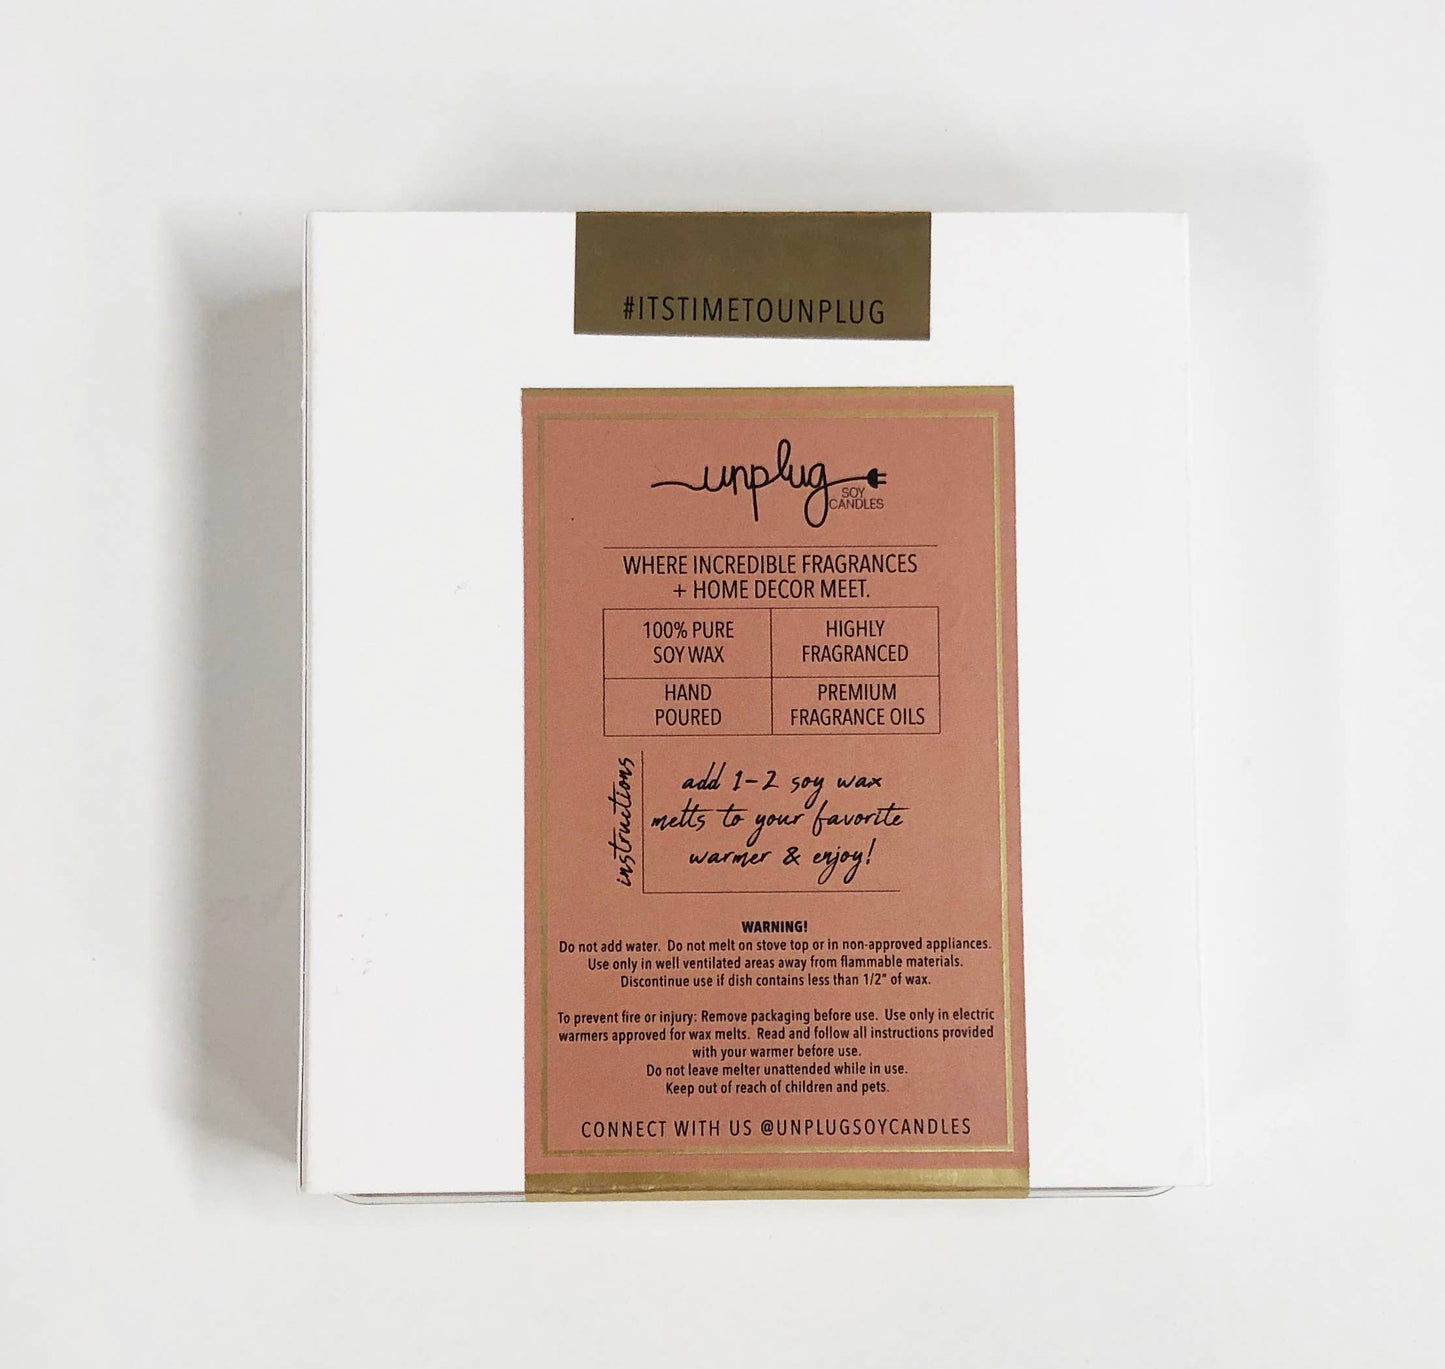 #ITSTIMETOUNPLUG
unplug
SOY
CANDLES
WHERE INCREDIBLE FRAGRANCES
+ HOME DECOR MEET.
100% PURE
SOY WAX
HIGHLY
FRAGRANCED
HAND
POURED
PREMIUM
FRAGRANCE OILS
instructions
add 1-2 soy wax
melts to your favorite
warmer & enjoy!
WARNING!
Do not add water. Do not melt on stove top or in non-approved appliances.
Use only in well ventilated areas away from flammable materials.
Discontinue use if dish contains less than 1/2" of wax.
To prevent fire or injury: Remove packaging before use. Use only in electric
warmers approved for wax melts. Read and follow all instructions provided
with your warmer before use.
Do not leave melter unattended while in use.
Keep out of reach of children and pets.
CONNECT WITH US @UNPLUGSOYCANDLES